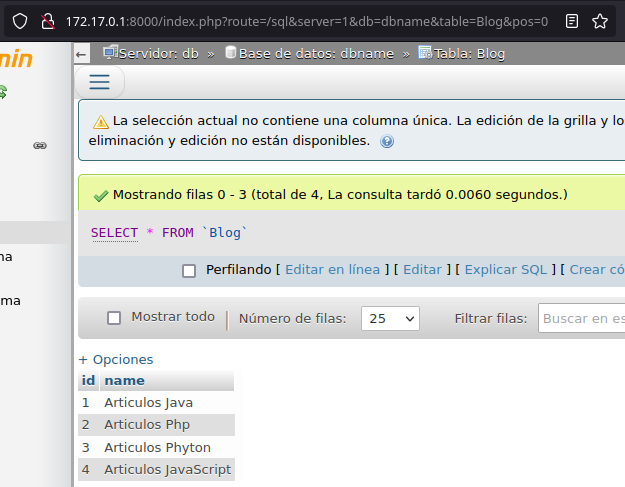 172.17.0.1:8000/index.php?route=/sql&server=1&db=dbname&table=Blog&pos=0
min
← Servidor: db » Base de datos: dbname » Tabla: Blog
La selección actual no contiene una columna única. La edición de la grilla y lo
eliminación y edición no están disponibles.
Mostrando filas 0 - 3 (total de 4, La consulta tardó 0.0060 segundos.)
SELECT * FROM `Blog`
na
Perfilando [ Editar en línea ] [ Editar ] [ Explicar SQL ] [ Crear có
ma
Mostrar todo | Número de filas: 25 Filtrar filas: Buscar en es
+ Opciones
id name
1 Articulos Java
2 Articulos Php
3 Articulos Phyton
4 Articulos JavaScript